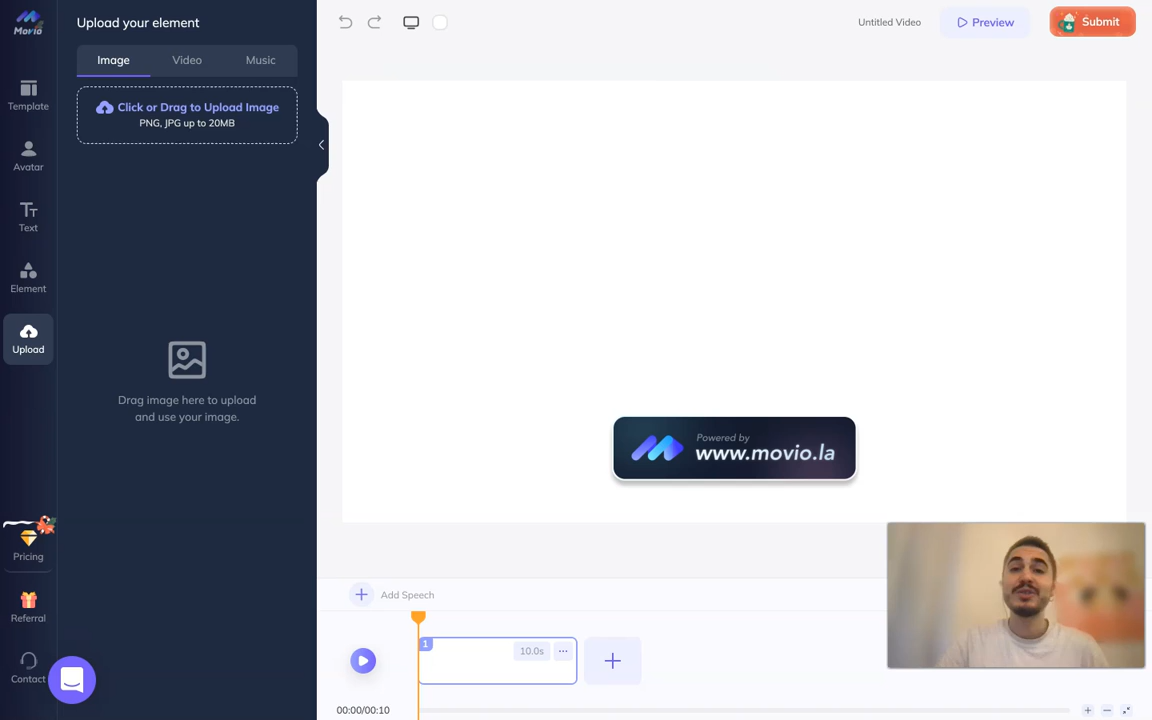 Movio
Upload your element
Untitled Video
Preview
Submit
Image
Video
Music
Click or Drag to Upload Image
PNG, JPG up to 20MB
Template
Avatar
Text
Element
Upload
Drag image here to upload
and use your image.
Powered by
www.movio.la
Pricing
Referral
Contact
Add Speech
1
10.0s
00:00/00:10